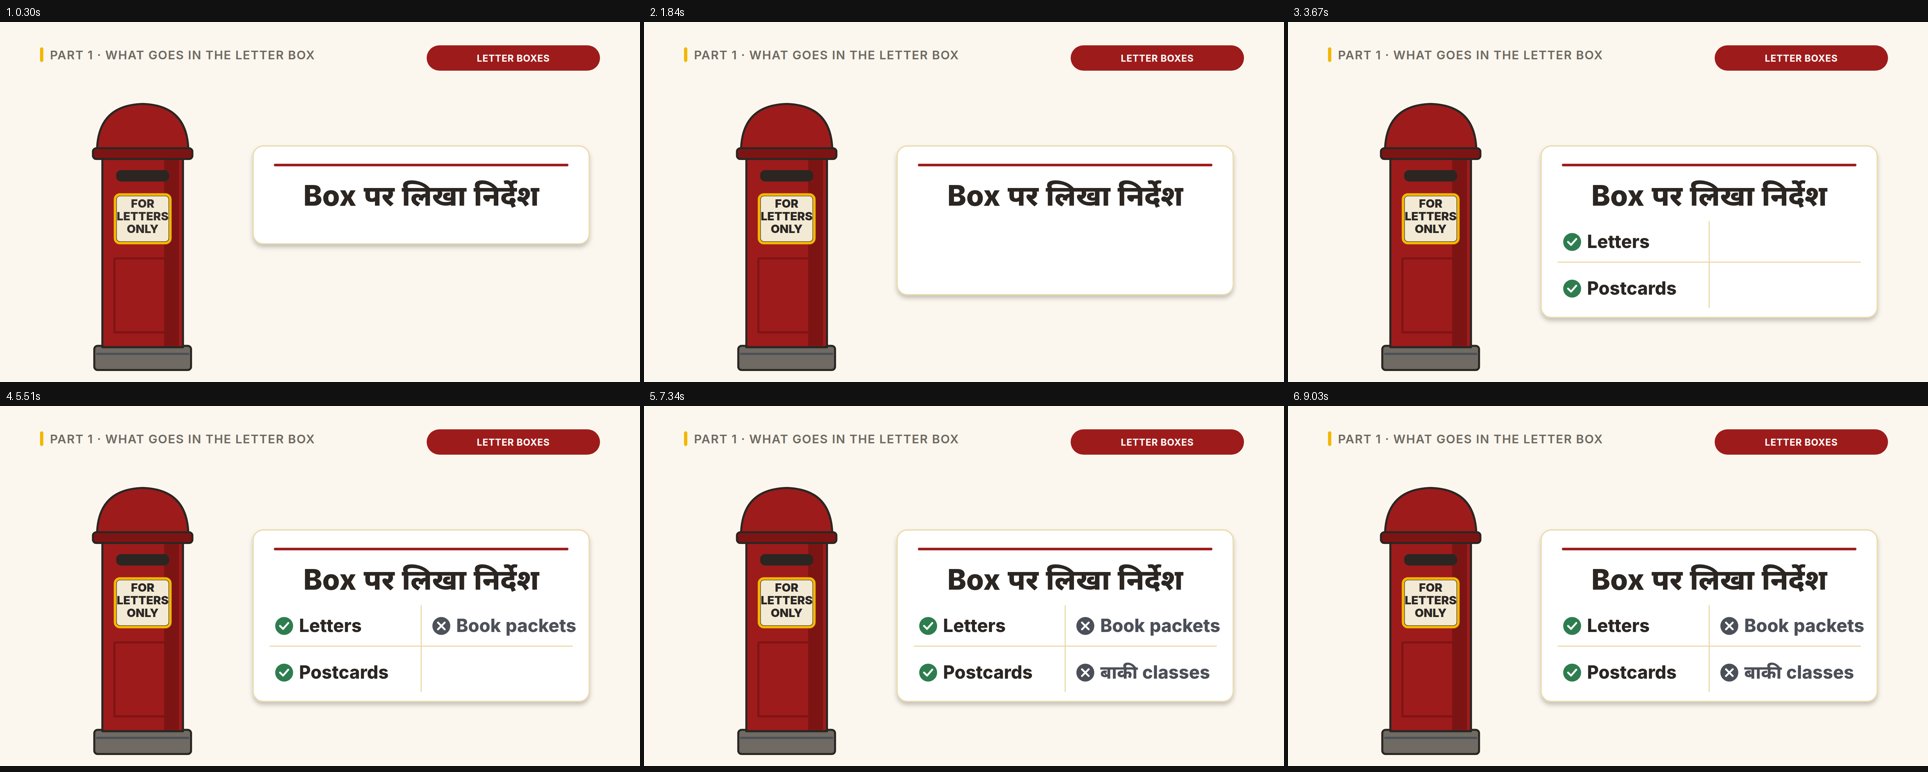 1. 0.30s
PART 1 · WHAT GOES IN THE LETTER BOX
LETTER BOXES
FOR
LETTERS
ONLY
Box पर लिखा निर्देश
2. 1.84s
PART 1 · WHAT GOES IN THE LETTER BOX
LETTER BOXES
FOR
LETTERS
ONLY
Box पर लिखा निर्देश
3. 3.67s
PART 1 · WHAT GOES IN THE LETTER BOX
LETTER BOXES
FOR
LETTERS
ONLY
Box पर लिखा निर्देश
Letters
Postcards
4. 5.51s
PART 1 · WHAT GOES IN THE LETTER BOX
LETTER BOXES
FOR
LETTERS
ONLY
Box पर लिखा निर्देश
Letters
Book packets
Postcards
5. 7.34s
PART 1 · WHAT GOES IN THE LETTER BOX
LETTER BOXES
FOR
LETTERS
ONLY
Box पर लिखा निर्देश
Letters
Book packets
Postcards
बाकी classes
6. 9.03s
PART 1 · WHAT GOES IN THE LETTER BOX
LETTER BOXES
FOR
LETTERS
ONLY
Box पर लिखा निर्देश
Letters
Book packets
Postcards
बाकी classes